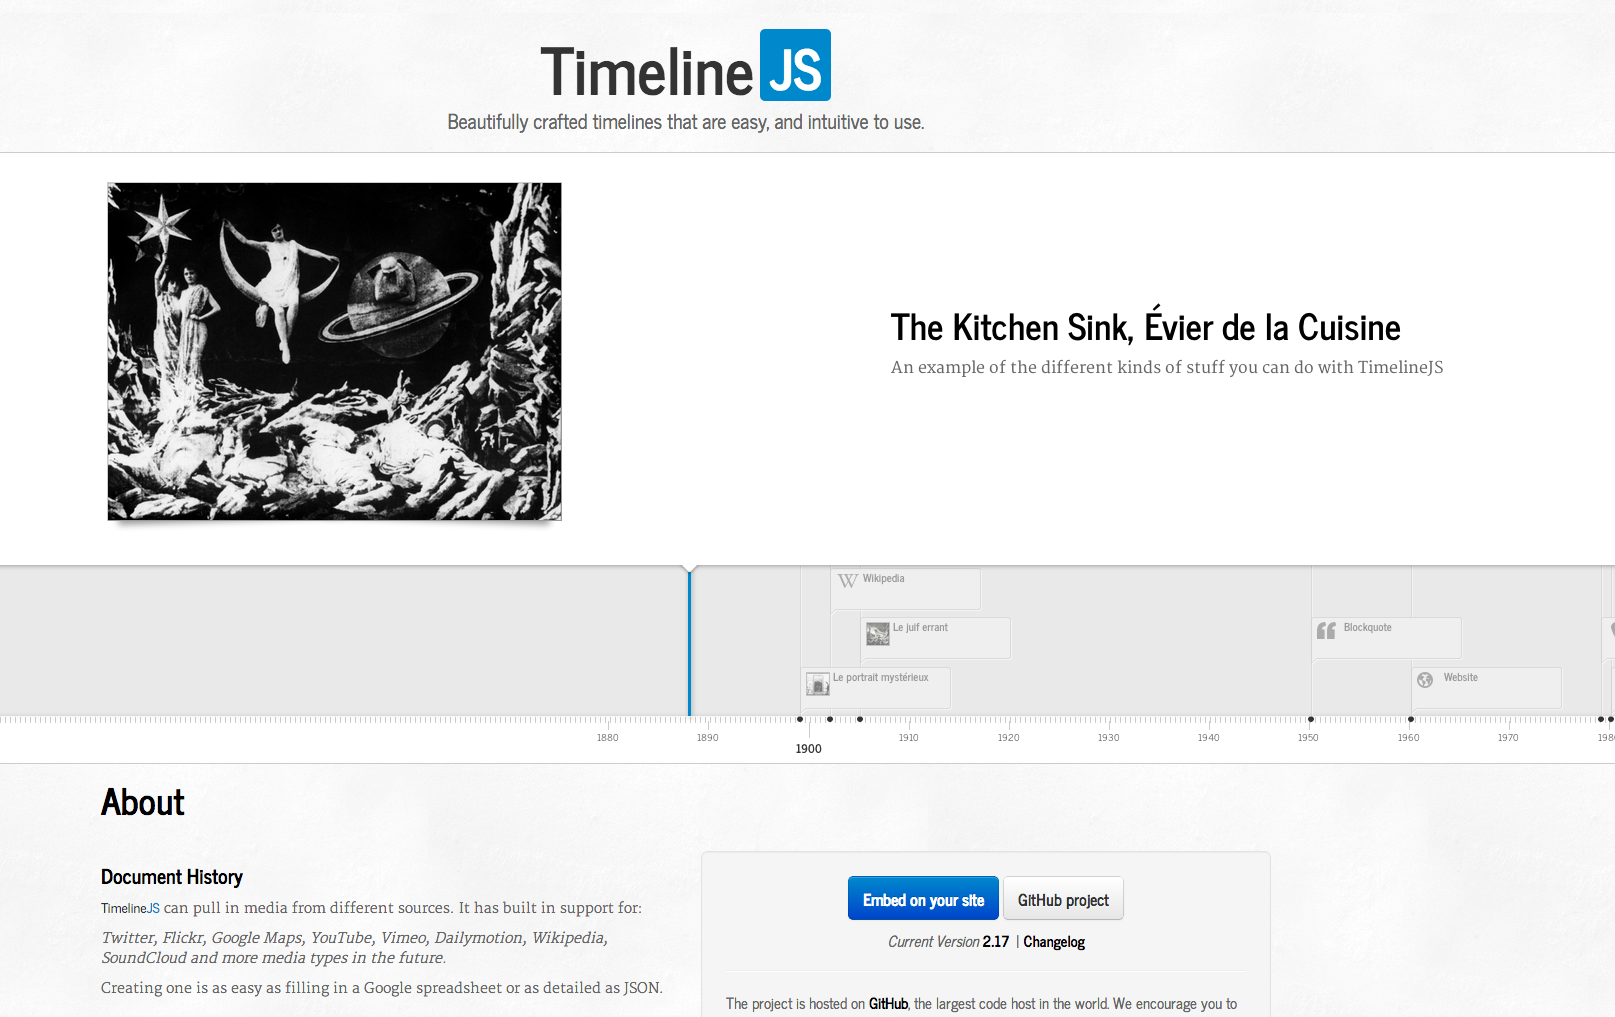 Timeline JS
Beautifully crafted timelines that are easy, and intuitive to use.
The Kitchen Sink, Évier de la Cuisine
An example of the different kinds of stuff you can do with TimelineJS
Wikipedia
Le juif errant
Blockquote
Le portrait mystérieux
Website
1880
1890
1900
1910
1920
1930
1940
1950
1960
1970
About
Document History
TimelineJS can pull in media from different sources. It has built in support for:
Twitter, Flickr, Google Maps, YouTube, Vimeo, Dailymotion, Wikipedia,
SoundCloud and more media types in the future.
Creating one is as easy as filling in a Google spreadsheet or as detailed as JSON.
Embed on your site
GitHub project
Current Version 2.17 | Changelog
The project is hosted on GitHub, the largest code host in the world. We encourage you to